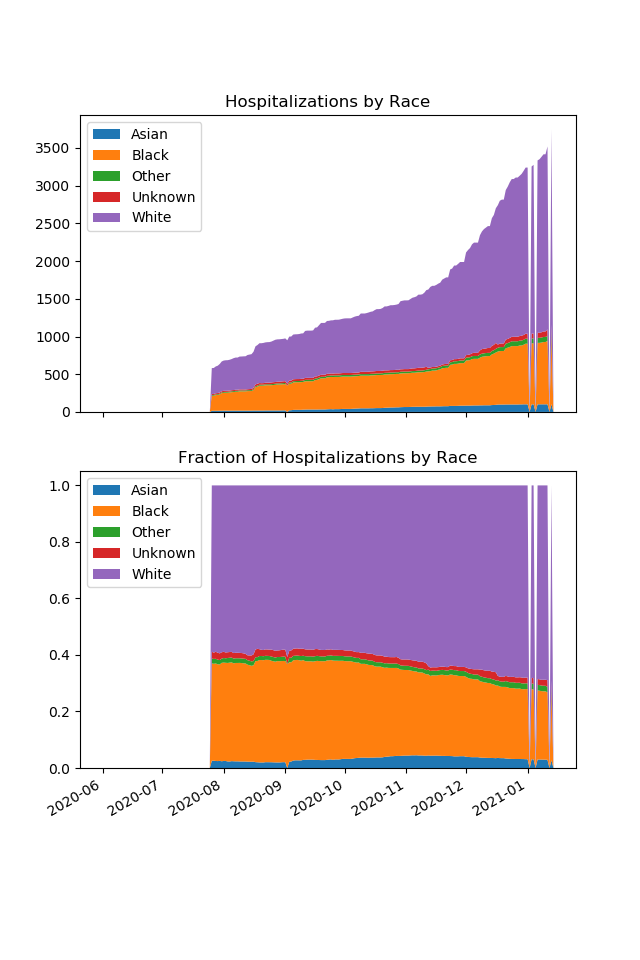 Hospitalizations by Race
Asian
Black
Other
Unknown
White
3500
3000
2500
2000
1500
1000
500
0
Fraction of Hospitalizations by Race
Asian
Black
Other
Unknown
White
1.0
0.8
0.6
0.4
0.2
0.0
2020-06
2020-07
2020-08
2020-09
2020-10
2020-11
2020-12
2021-01